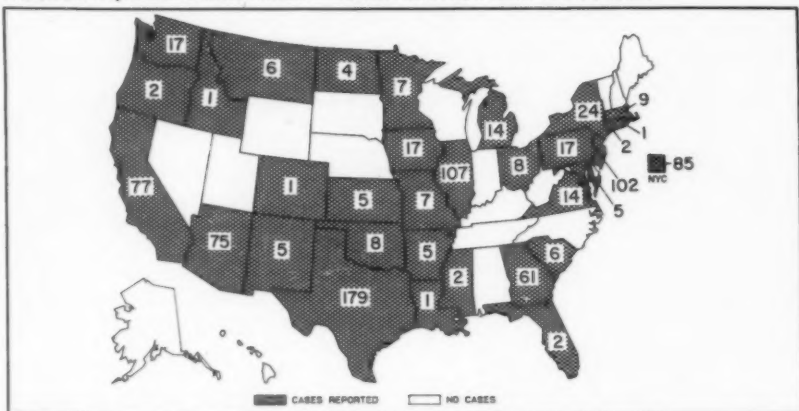 17 6 4 7
2 1 14 24 9
17 8 17 1
2
77 1 5 7 107 14 85
NYC
102
5
75 5 8 5 6
179 1 2 61
2
CASES REPORTED NO CASES